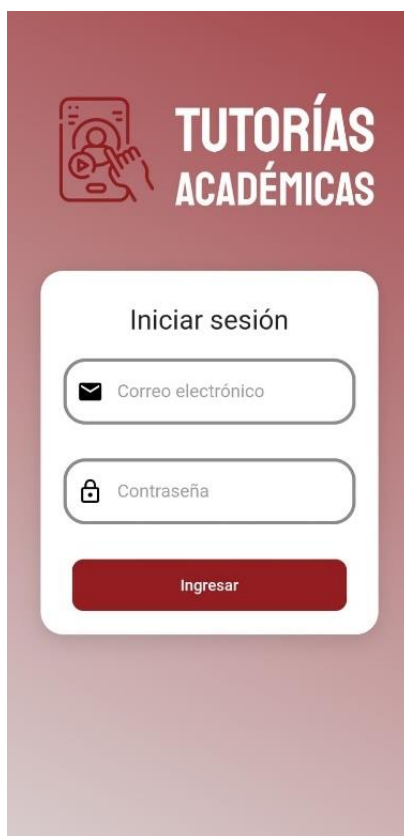 TUTORÍAS
ACADÉMICAS
Iniciar sesión
Correo electrónico
Contraseña
Ingresar